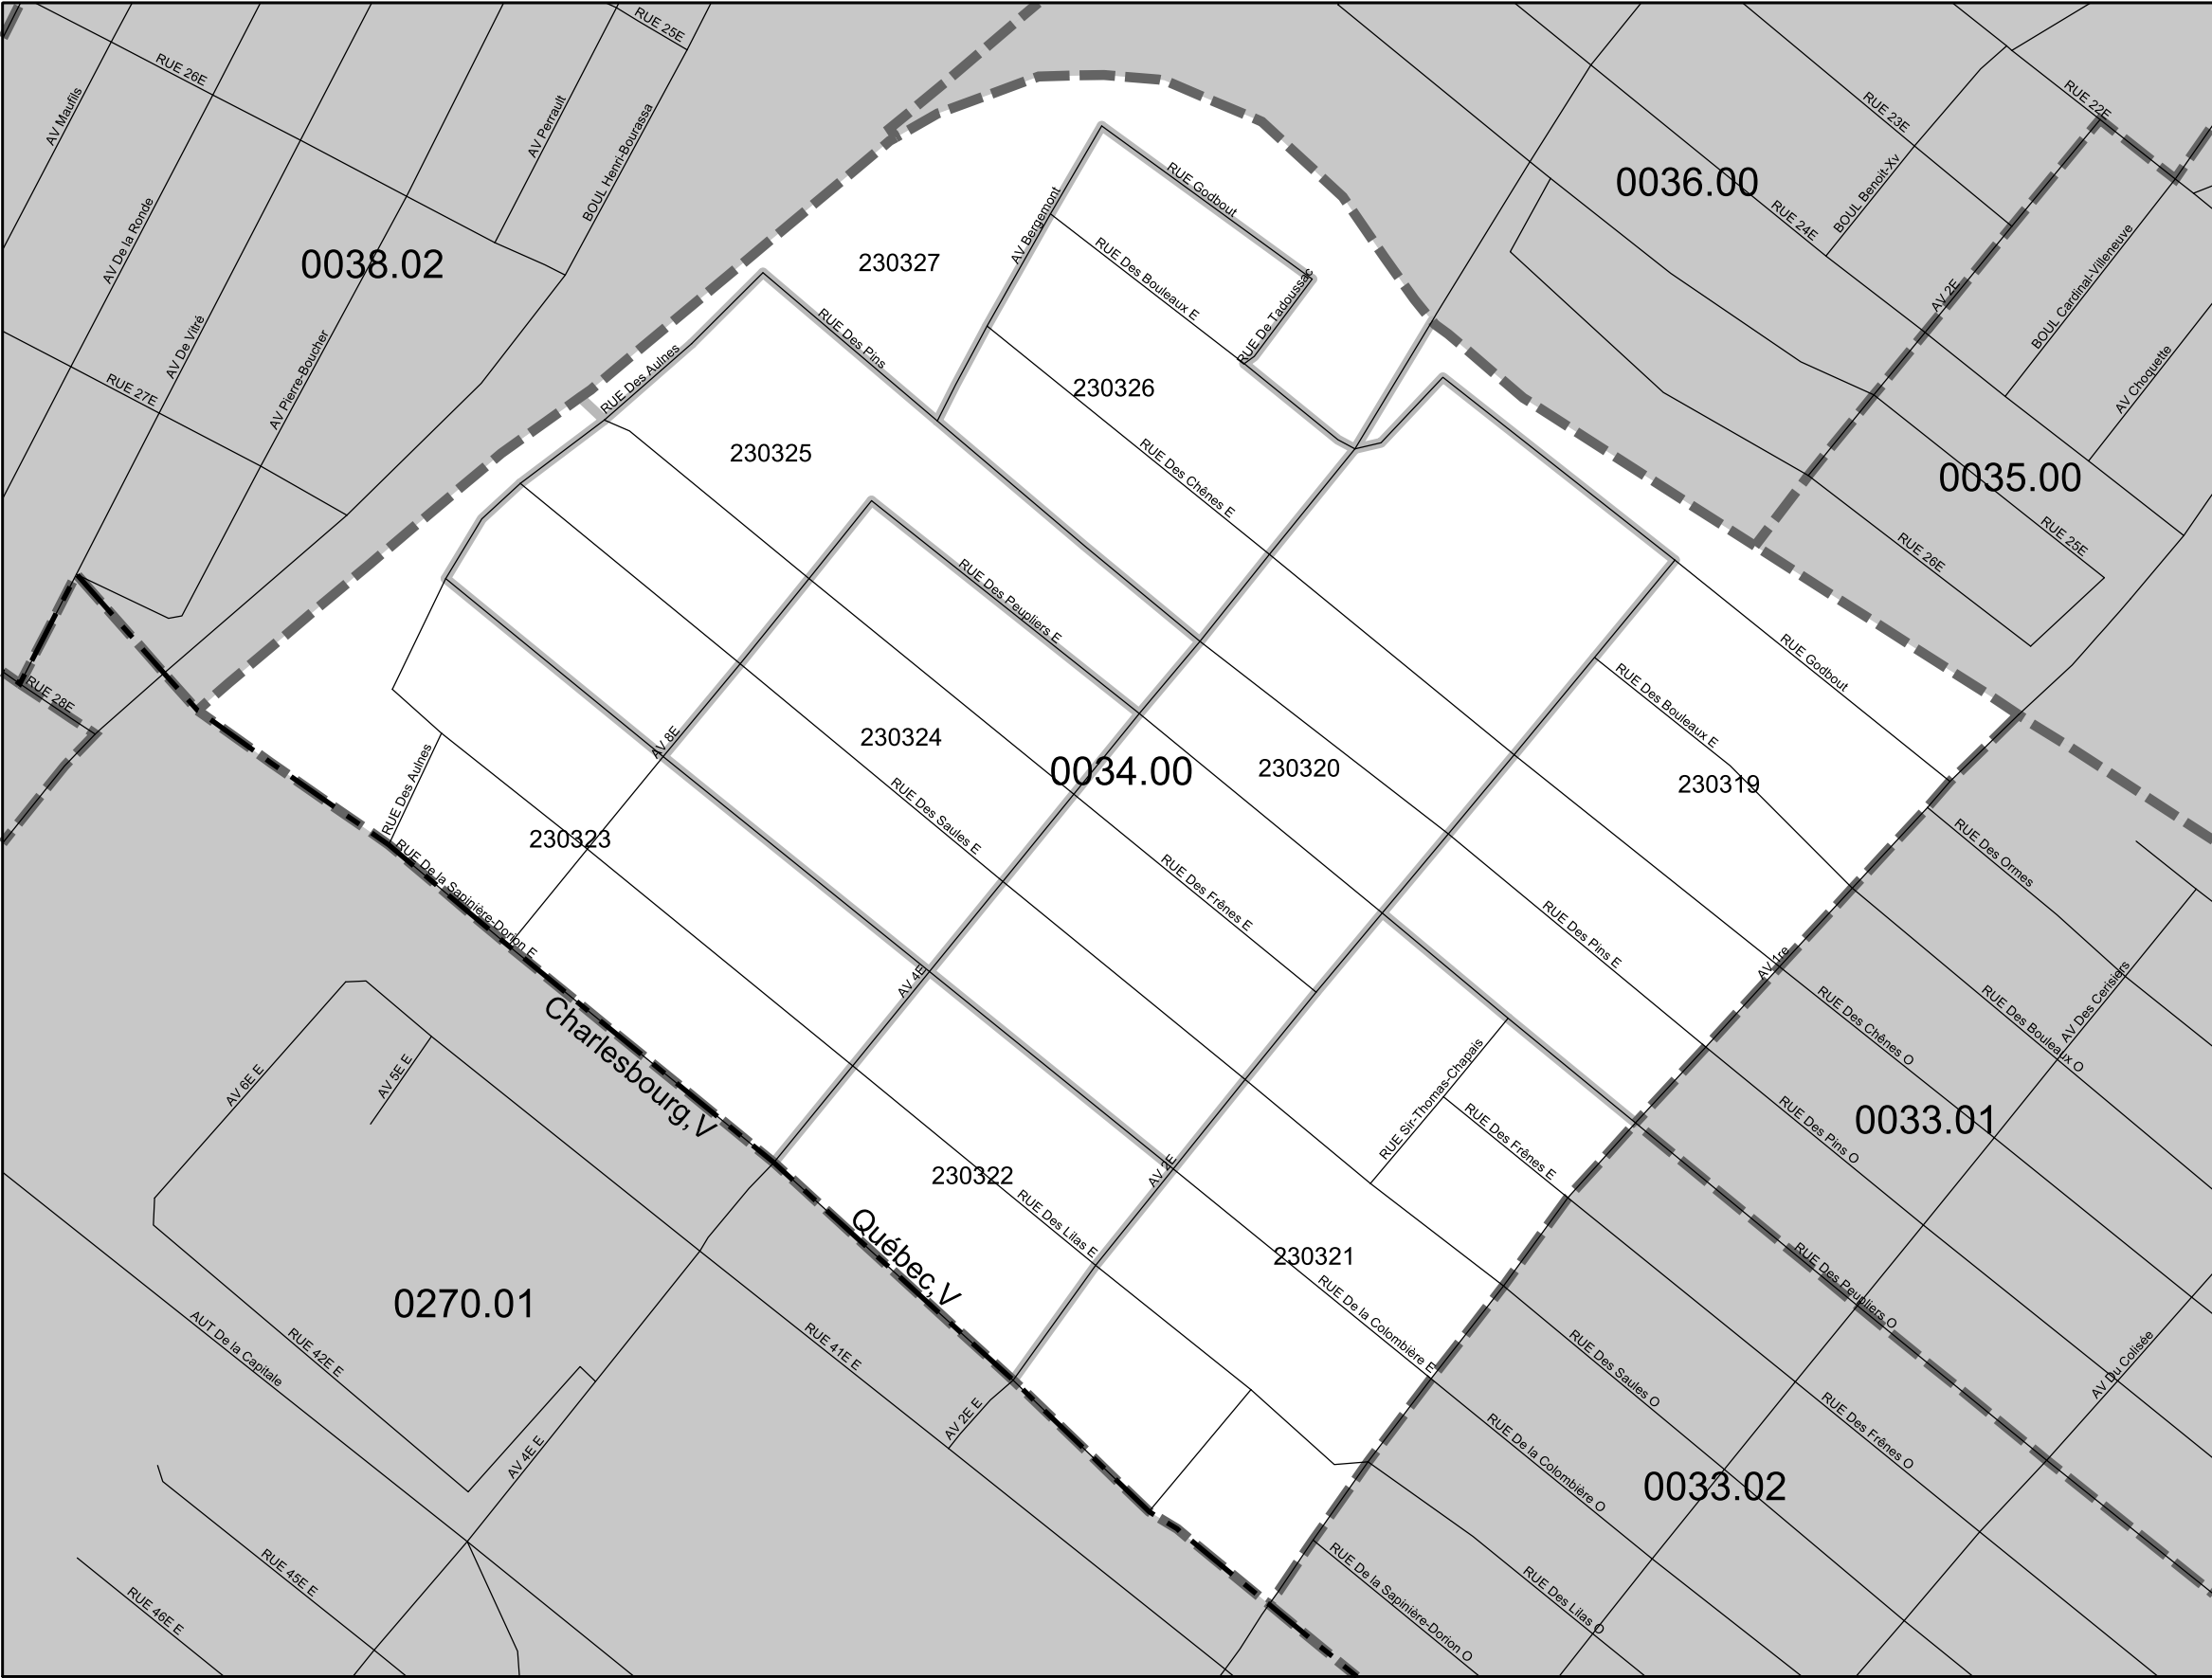 RUE 25E
RUE 26E
AV Maufils
AV Perrault
BOUL Henri-Bourassa
RUE 22E
RUE 23E
0036.00
BOUL Benoit-Xv
RUE 24E
RUE Godbout
AV Bergemont
AV De la Ronde
0038.02
230327
RUE Des Bouleaux E
RUE De Tadoussac
AV 2E
BOUL Cardinal-Villeneuve
AV De Vitré
RUE Des Pins
AV Pierre-Boucher
RUE 27E
RUE Des Aulnes
230326
AV Choquette
230325
RUE Des Chênes E
0035.00
RUE 25E
RUE 26E
RUE Des Peupliers E
RUE 28E
RUE Godbout
RUE Des Bouleaux E
AV 8E
230324
0034.00
230320
230319
RUE Des Aulnes
230323
RUE Des Saules E
RUE De la Sapinière-Dorion E
RUE Des Frênes E
RUE Des Ormes
RUE Des Pins E
AV 4E
AV 1re
AV Des Cerisiers
RUE Des Chênes O
RUE Des Bouleaux O
Charlesbourg,V
AV 6E E
AV 5E E
RUE Sir-Thomas-Chapais
RUE Des Frênes E
RUE Des Pins O
0033.01
230322
AV 2E
RUE Des Lilas E
Québec,V
230321
RUE De la Colombière E
RUE Des Peupliers O
0270.01
AUT De la Capitale
RUE 42E E
RUE 41E E
RUE Des Saules O
AV Du Colisée
AV 2E E
AV 4E E
RUE De la Colombière O
RUE Des Frênes O
0033.02
RUE 45E E
RUE 46E E
RUE De la Sapinière-Dorion O
RUE Des Lilas O